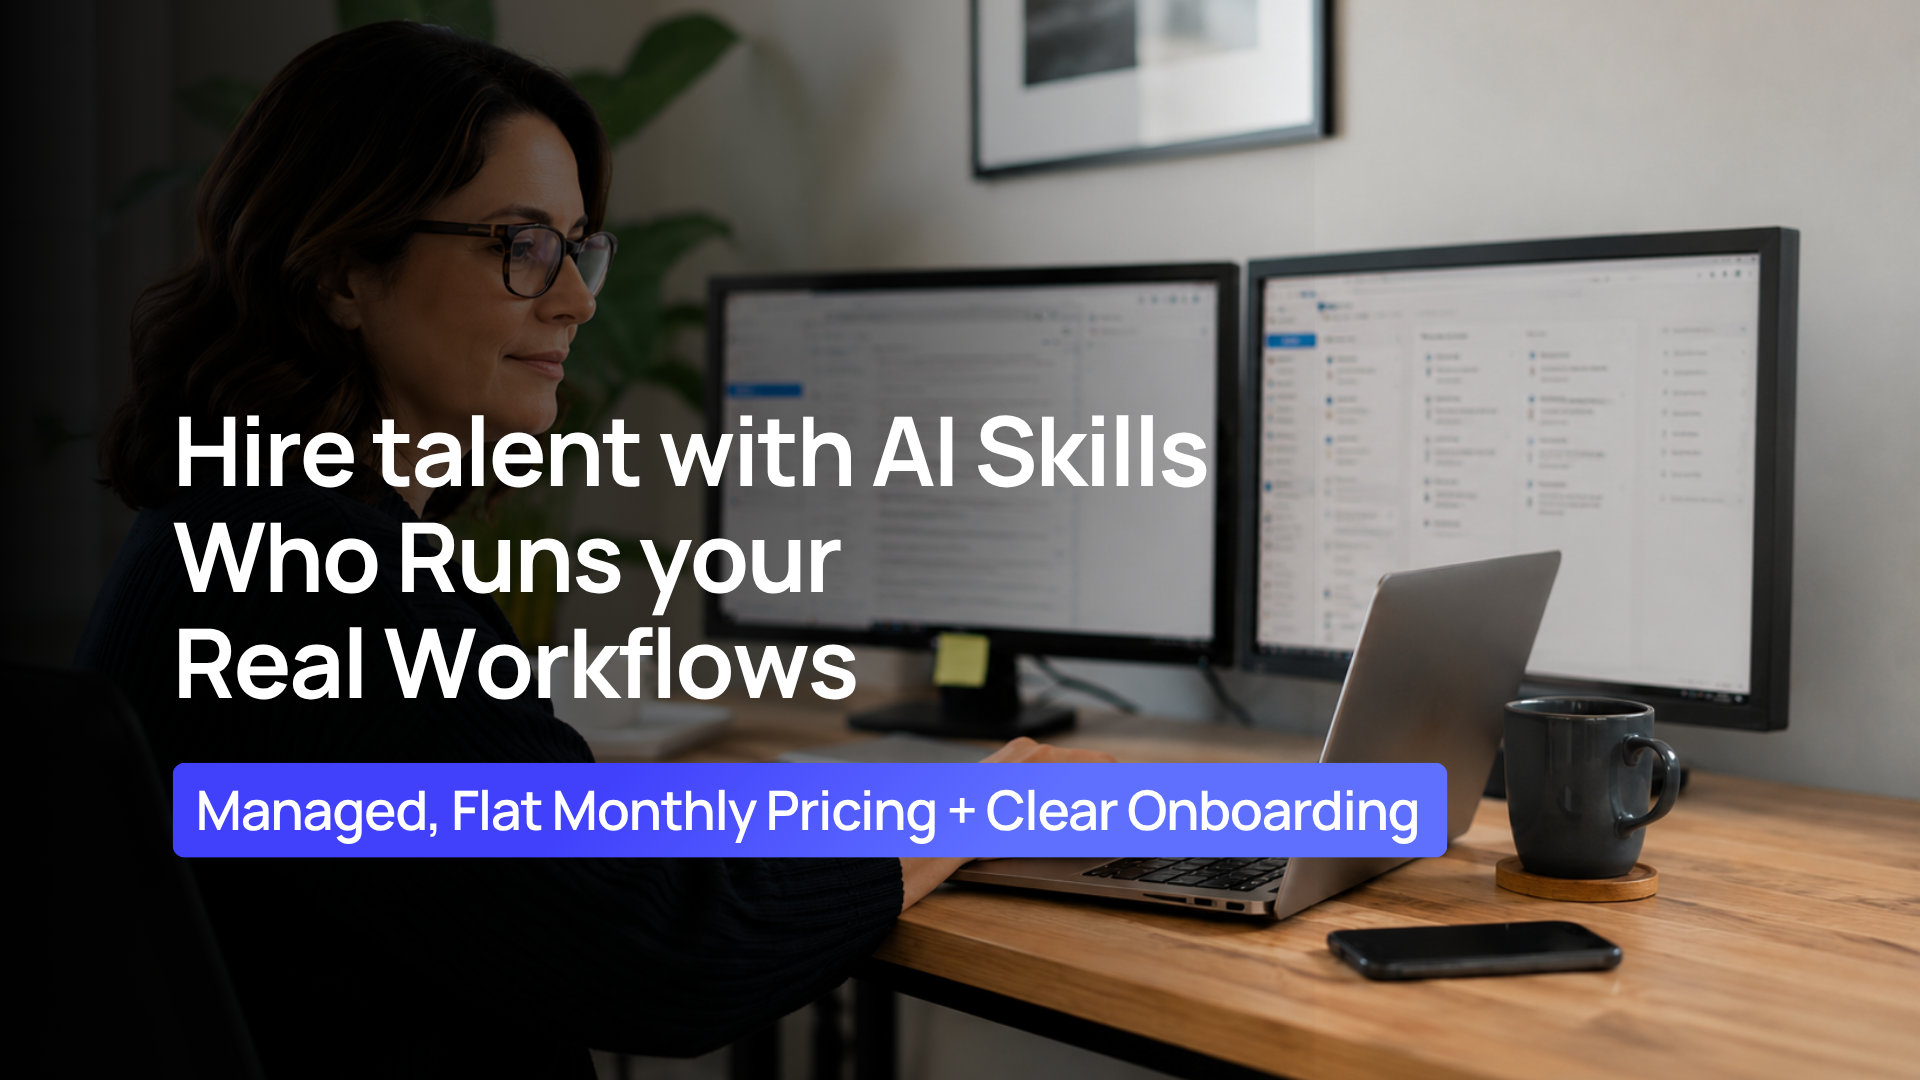 Hire talent with AI Skills
Who Runs your
Real Workflows
Managed, Flat Monthly Pricing + Clear Onboarding